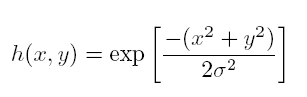 h(x, y) = exp [ −(x² + y²) / 2σ² ]